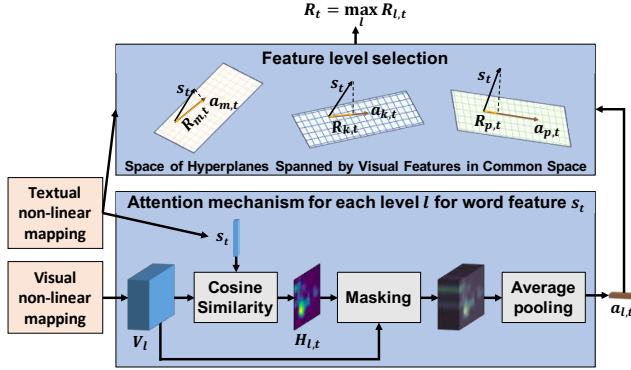 R_t = max_l R_{l,t}
Feature level selection
s_t
a_{m,t}
R_{m,t}
s_t
a_{k,t}
R_{k,t}
s_t
R_{p,t}
a_{p,t}
Space of Hyperplanes Spanned by Visual Features in Common Space
Textual
non-linear
mapping
Attention mechanism for each level l for word feature s_t
s_t
Visual
non-linear
mapping
V_l
Cosine
Similarity
H_{l,t}
Masking
Average
pooling
a_{l,t}